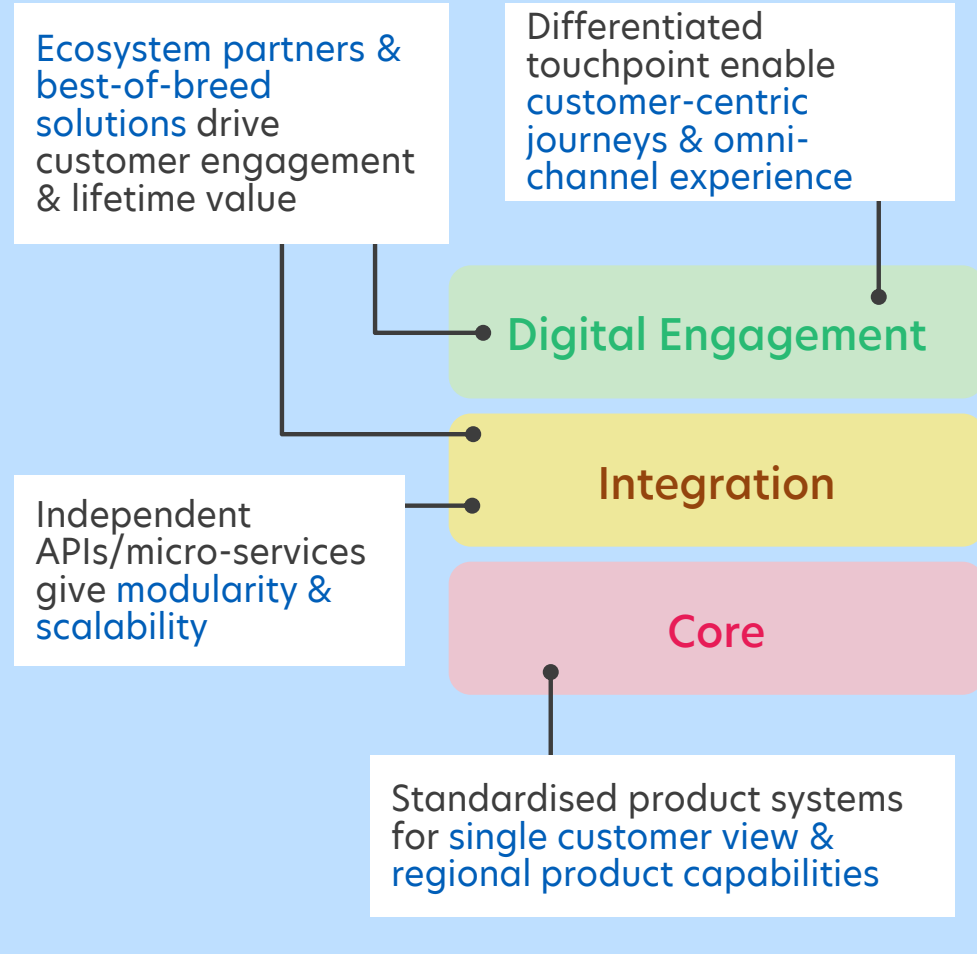 Ecosystem partners &
best-of-breed
solutions drive
customer engagement
& lifetime value
Differentiated
touchpoint enable
customer-centric
journeys & omni-
channel experience
Digital Engagement
Integration
Independent
APIs/micro-services
give modularity &
scalability
Core
Standardised product systems
for single customer view &
regional product capabilities